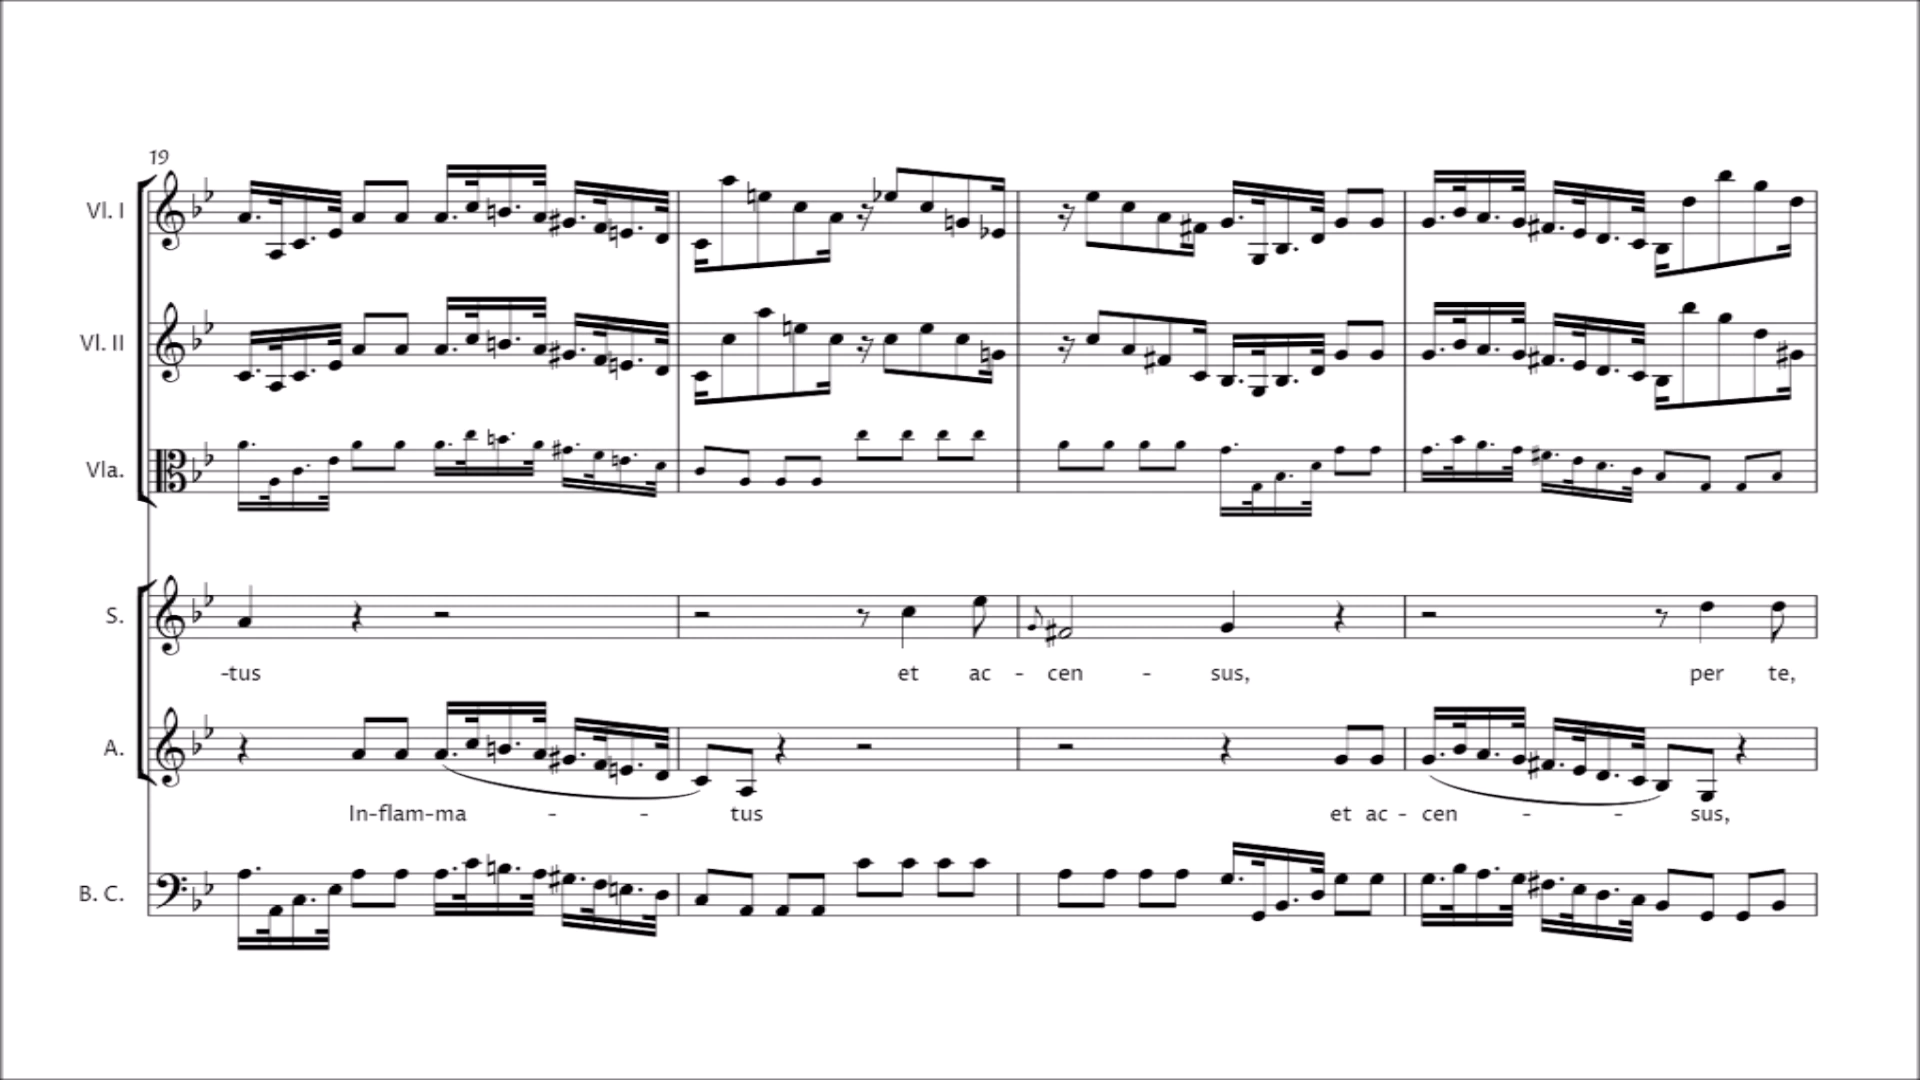 19
Vl. I
Vl. II
Vla.
S.
-tus et ac - cen - sus, per te,
A.
In-flam-ma - - tus et ac - cen - - sus,
B. C.